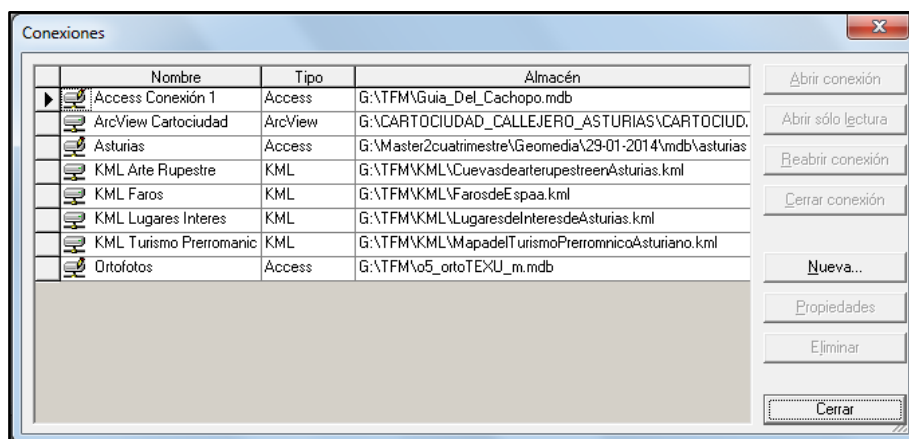 Conexiones
Nombre Tipo Almacén
Access Conexión 1 Access G:\TFM\Guia_Del_Cachopo.mdb
ArcView Cartociudad ArcView G:\CARTOCIUDAD_CALLEJERO_ASTURIAS\CARTOCIUD.
Asturias Access G:\Master2cuatrimestre\Geomedia\29-01-2014\mdb\asturias
KML Arte Rupestre KML G:\TFM\KML\CuevasdearterupestreenAsturias.kml
KML Faros KML G:\TFM\KML\FarosdeEspaa.kml
KML Lugares Interes KML G:\TFM\KML\LugaresdelInteresdeAsturias.kml
KML Turismo Prerromanic KML G:\TFM\KML\MapadelTurismoPrerromnicoAsturiano.kml
Ortofotos Access G:\TFM\o5_ortoTEXU_m.mdb
Abrir conexión
Abrir sólo lectura
Reabrir conexión
Cerrar conexión
Nueva...
Propiedades
Eliminar
Cerrar